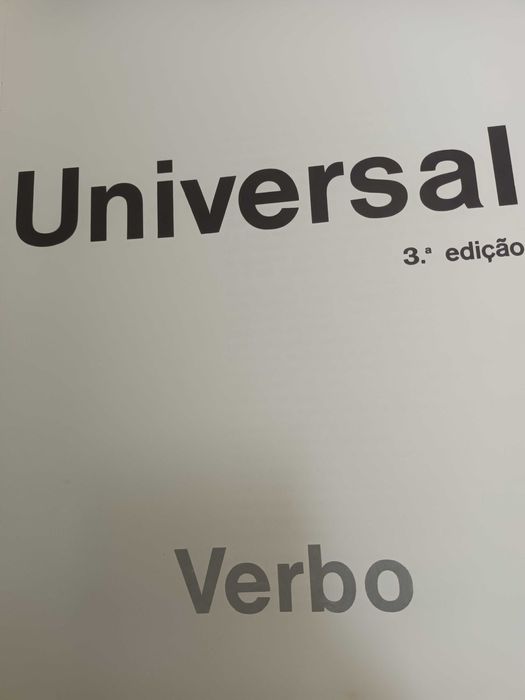 Universal
3.ª edição
Verbo